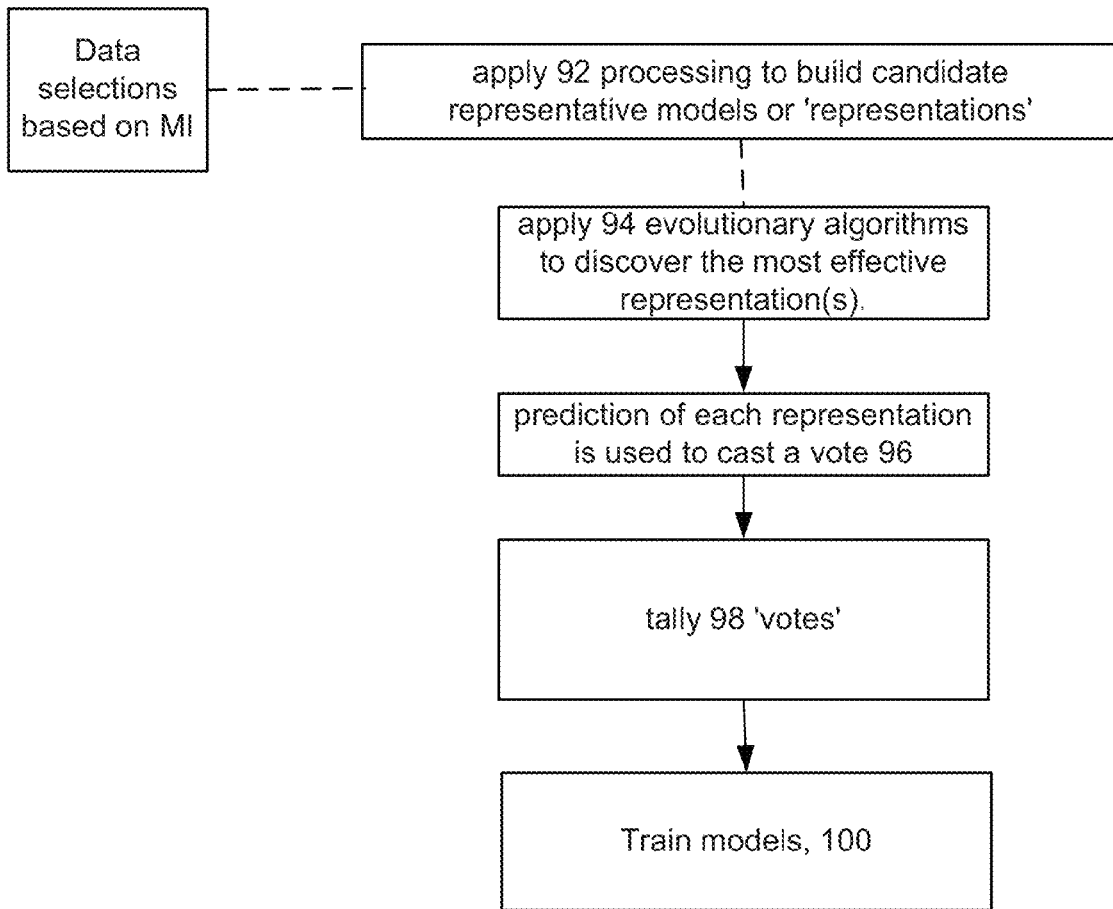 Data
selections
based on MI
apply 92 processing to build candidate
representative models or 'representations'
apply 94 evolutionary algorithms
to discover the most effective
representation(s).
prediction of each representation
is used to cast a vote 96
tally 98 'votes'
Train models, 100